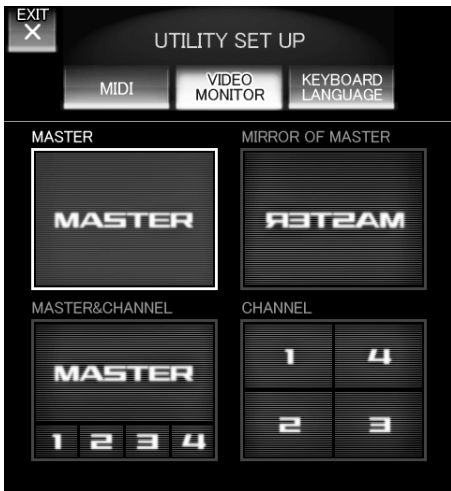 EXIT
UTILITY SET UP
MIDI
VIDEO
MONITOR
KEYBOARD
LANGUAGE
MASTER
MIRROR OF MASTER
MASTER
MASTER
MASTER&CHANNEL
CHANNEL
MASTER
1 2 3 4
1 4
2 3